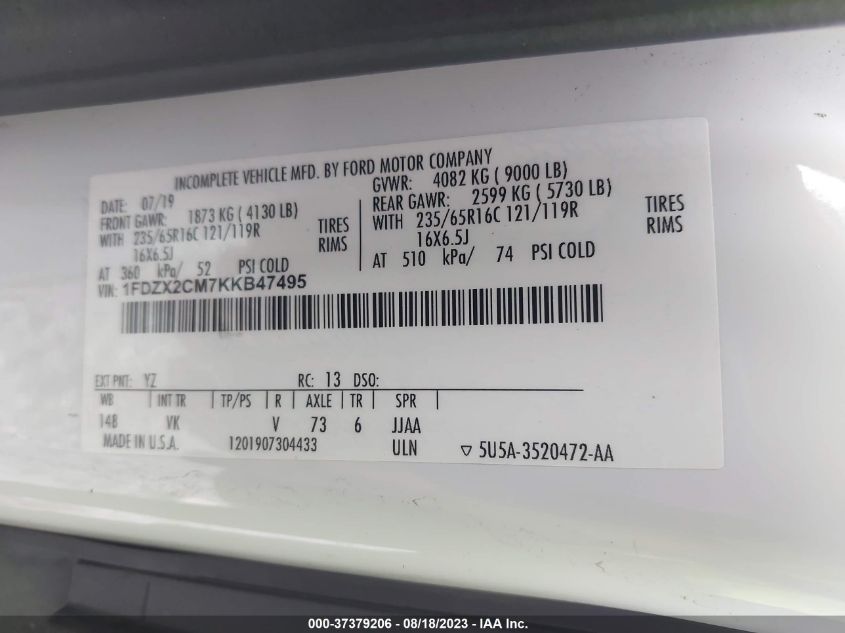 INCOMPLETE VEHICLE MFD. BY FORD MOTOR COMPANY
DATE: 07/19
FRONT GAWR: 1873 KG ( 4130 LB)
WITH 235/65R16C 121/119R TIRES
16X6.5J RIMS
AT 360 kPa/ 52 PSI COLD
GVWR: 4082 KG ( 9000 LB)
REAR GAWR: 2599 KG ( 5730 LB)
WITH 235/65R16C 121/119R TIRES
16X6.5J RIMS
AT 510 kPa/ 74 PSI COLD
VIN: 1FDZX2CM7KKB47495
EXT PNT: YZ RC: 13 DSO:
WB INT TR TP/PS R AXLE TR SPR
148 VK V 73 6 JJAA
MADE IN U.S.A. 1201907304433 ULN ▽ 5U5A-3520472-AA
000-37379206 - 08/18/2023 - IAA Inc.